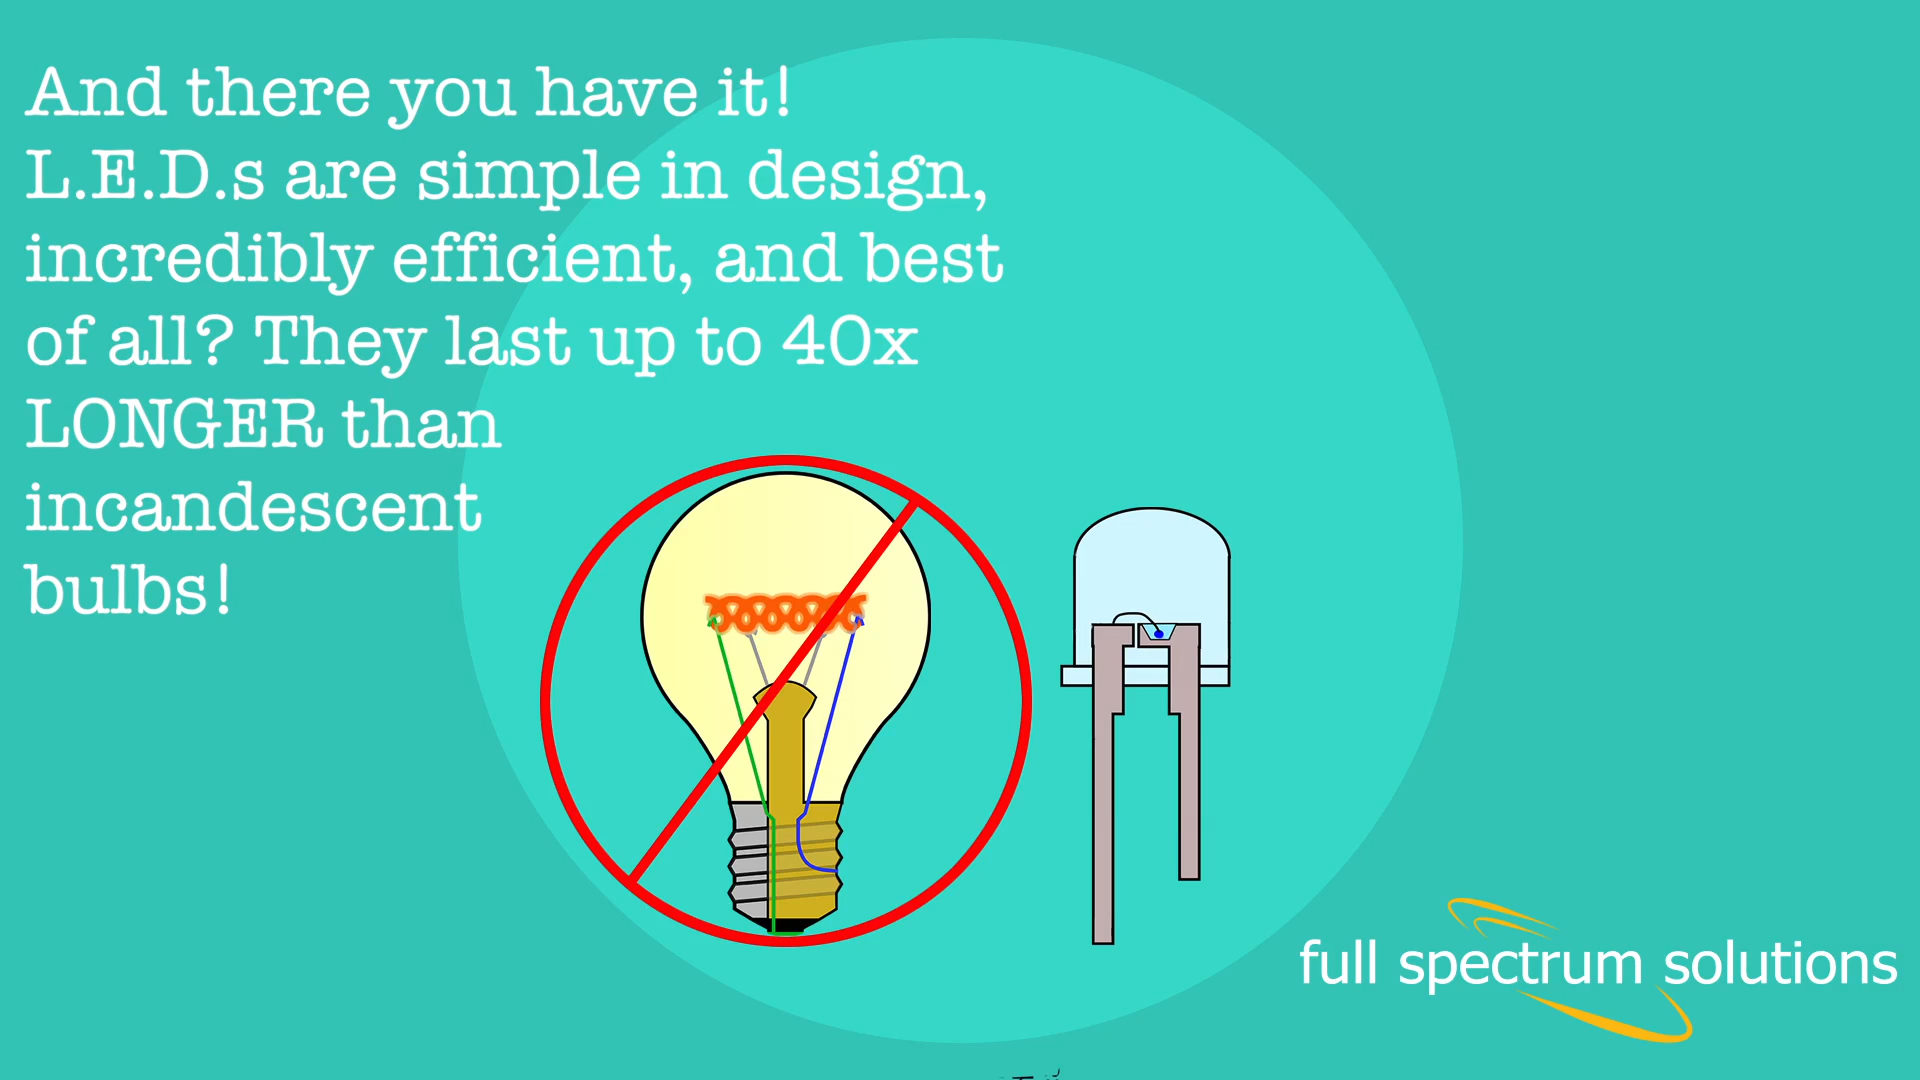 And there you have it!
L.E.D.s are simple in design,
incredibly efficient, and best
of all? They last up to 40x
LONGER than
incandescent
bulbs!
full spectrum solutions